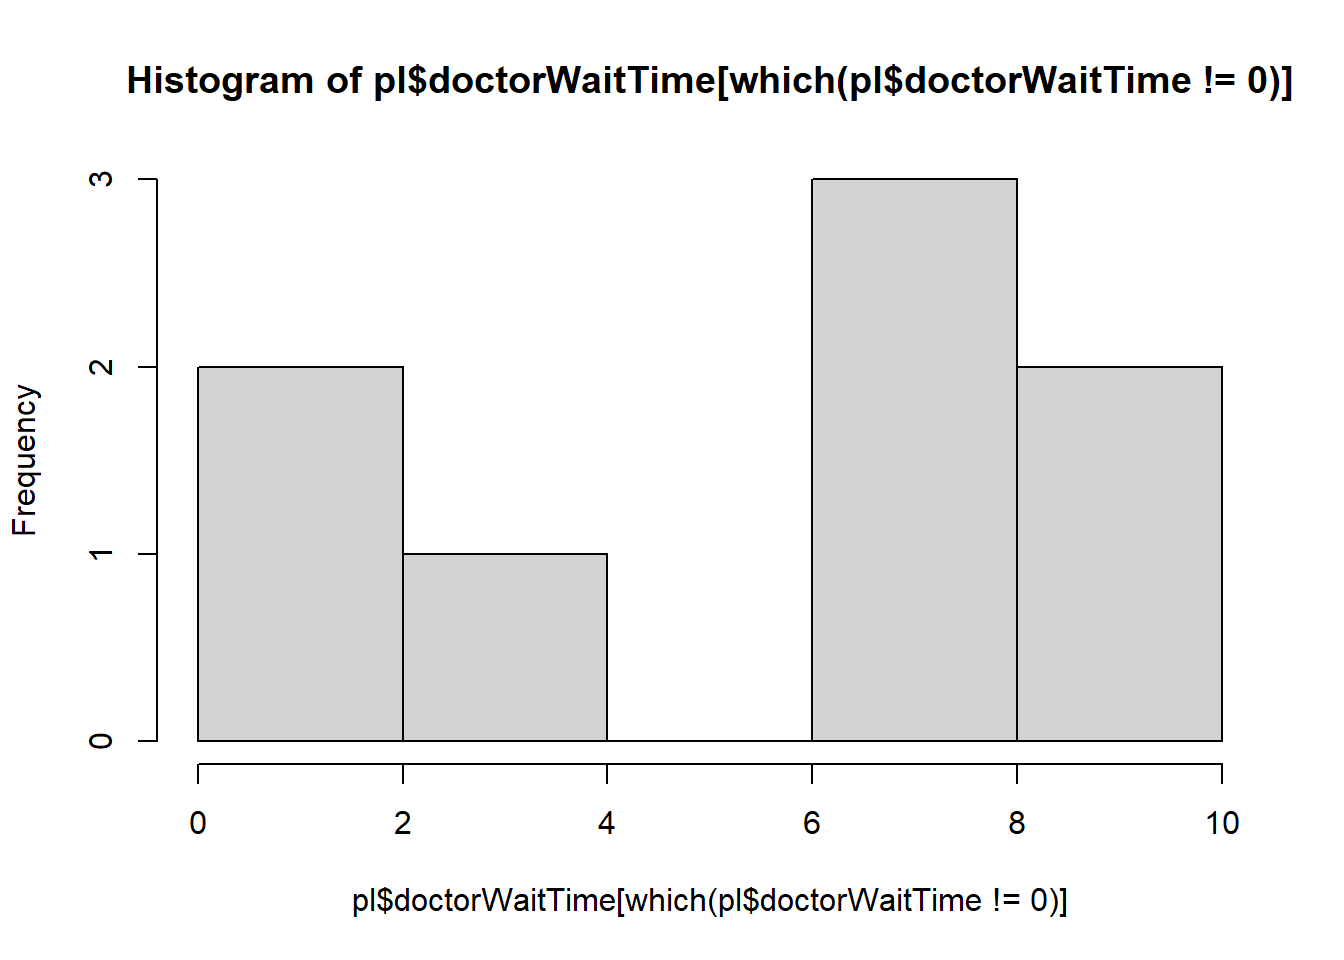 Histogram of pl$doctorWaitTime[which(pl$doctorWaitTime != 0)]
Frequency
3
2
1
0
0 2 4 6 8 10
pl$doctorWaitTime[which(pl$doctorWaitTime != 0)]